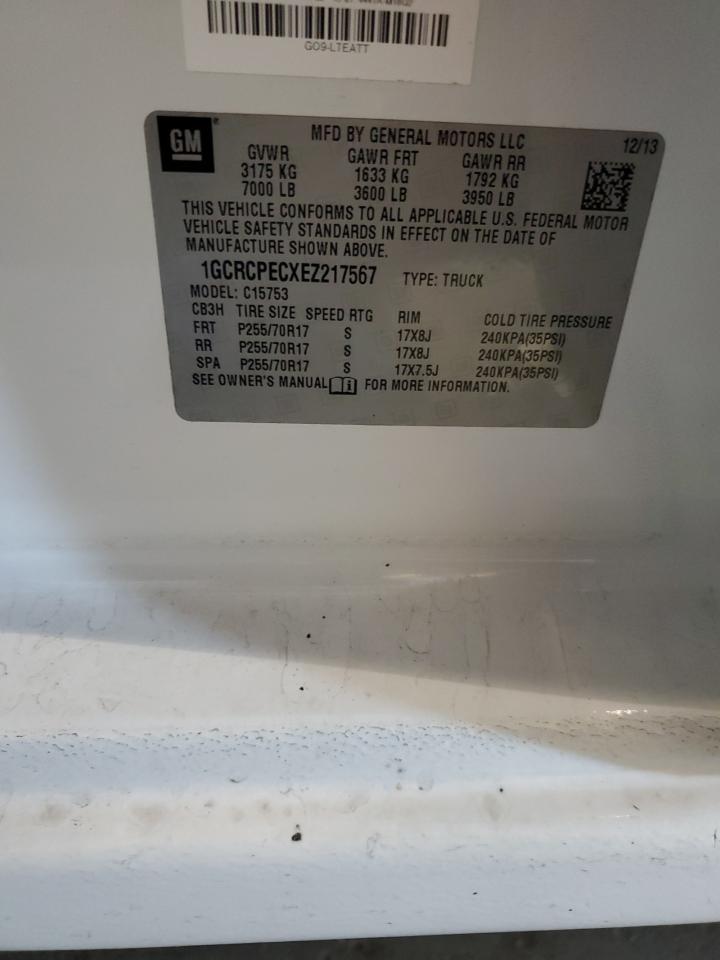 GO9-LTEATT
GM
MFD BY GENERAL MOTORS LLC 12/13
GVWR GAWR FRT GAWR RR
3175 KG 1633 KG 1792 KG
7000 LB 3600 LB 3950 LB
THIS VEHICLE CONFORMS TO ALL APPLICABLE U.S. FEDERAL MOTOR
VEHICLE SAFETY STANDARDS IN EFFECT ON THE DATE OF
MANUFACTURE SHOWN ABOVE.
1GCRCPECXEZ217567 TYPE: TRUCK
MODEL: C15753
CB3H TIRE SIZE SPEED RTG RIM COLD TIRE PRESSURE
FRT P255/70R17 S 17X8J 240KPA(35PSI)
RR P255/70R17 S 17X8J 240KPA(35PSI)
SPA P255/70R17 S 17X7.5J 240KPA(35PSI)
SEE OWNER'S MANUAL FOR MORE INFORMATION.